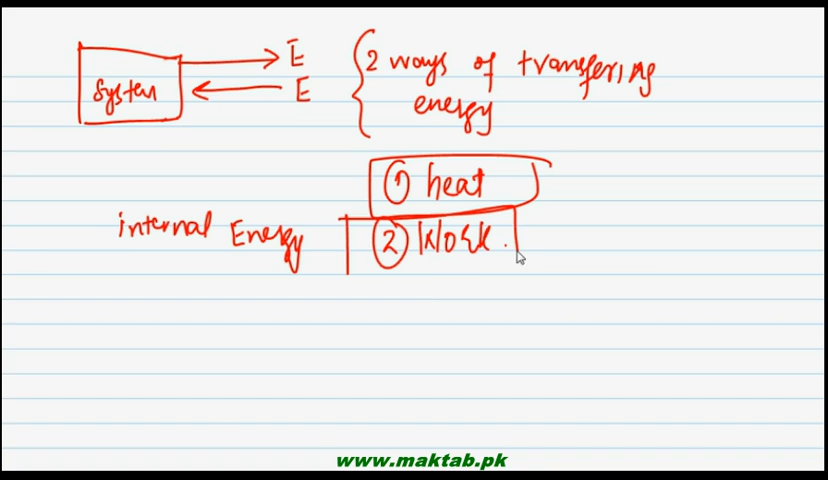 System
E
E
2 ways of transfering
energy
1 heat
internal Energy
2 Work.
www.maktab.pk